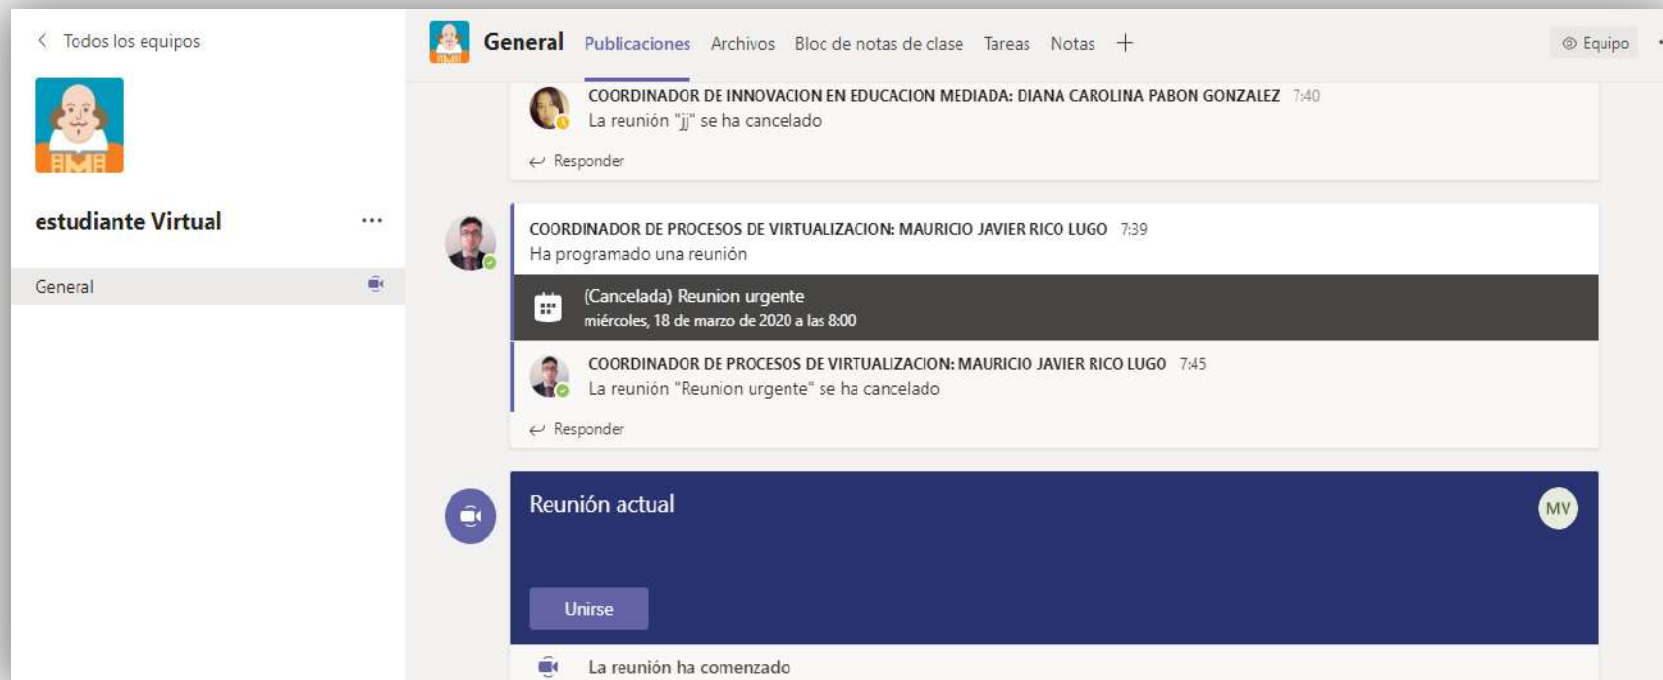 Todos los equipos
estudiante Virtual
General
General Publicaciones Archivos Bloc de notas de clase Tareas Notas
Equipo
COORDINADOR DE INNOVACION EN EDUCACION MEDIADA: DIANA CAROLINA PABON GONZALEZ 7:40
La reunión "jj" se ha cancelado
Responder
COORDINADOR DE PROCESOS DE VIRTUALIZACION: MAURICIO JAVIER RICO LUGO 7:39
Ha programado una reunión
(Cancelada) Reunion urgente
miércoles, 18 de marzo de 2020 a las 8:00
COORDINADOR DE PROCESOS DE VIRTUALIZACION: MAURICIO JAVIER RICO LUGO 7:45
La reunión "Reunion urgente" se ha cancelado
Responder
Reunión actual
MV
Unirse
La reunión ha comenzado